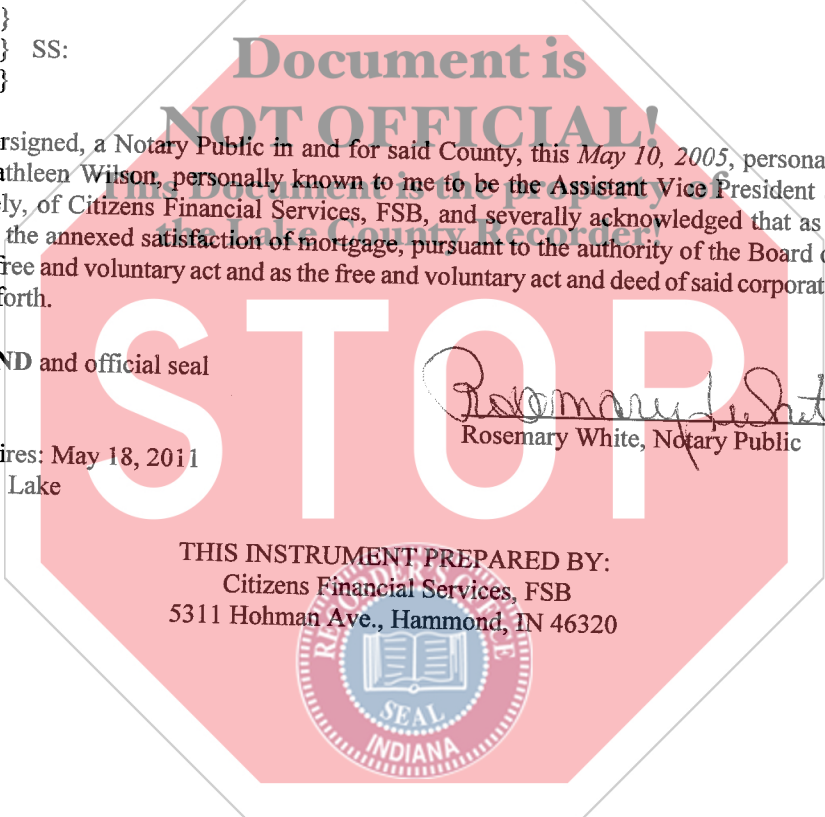 }
} SS:
}
Document is
NOT OFFICIAL!
rsigned, a Notary Public in and for said County, this May 10, 2005, persona
athleen Wilson, personally known to me to be the Assistant Vice President
This Document is the property of
ly, of Citizens Financial Services, FSB, and severally acknowledged that as
the Lake County Recorder!
the annexed satisfaction of mortgage, pursuant to the authority of the Board
free and voluntary act and as the free and voluntary act and deed of said corporat
forth.
STOP
ND and official seal
Rosemary White
Rosemary White, Notary Public
ires: May 18, 2011
Lake
THIS INSTRUMENT PREPARED BY:
Citizens Financial Services, FSB
5311 Hohman Ave., Hammond, IN 46320
RECORDER'S OFFICE
SEAL
INDIANA